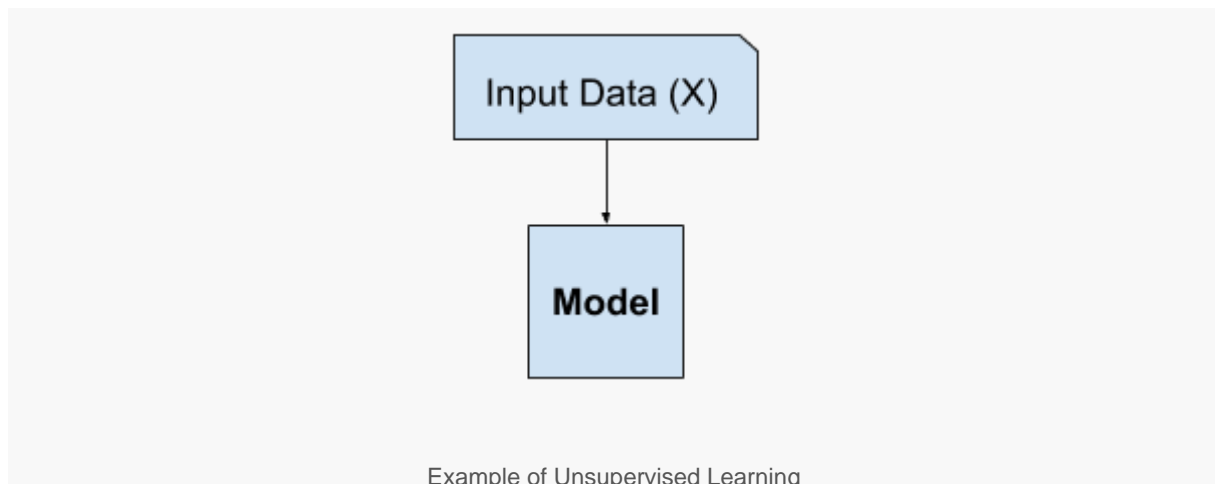 Input Data (X)
Model
Example of Unsupervised Learning